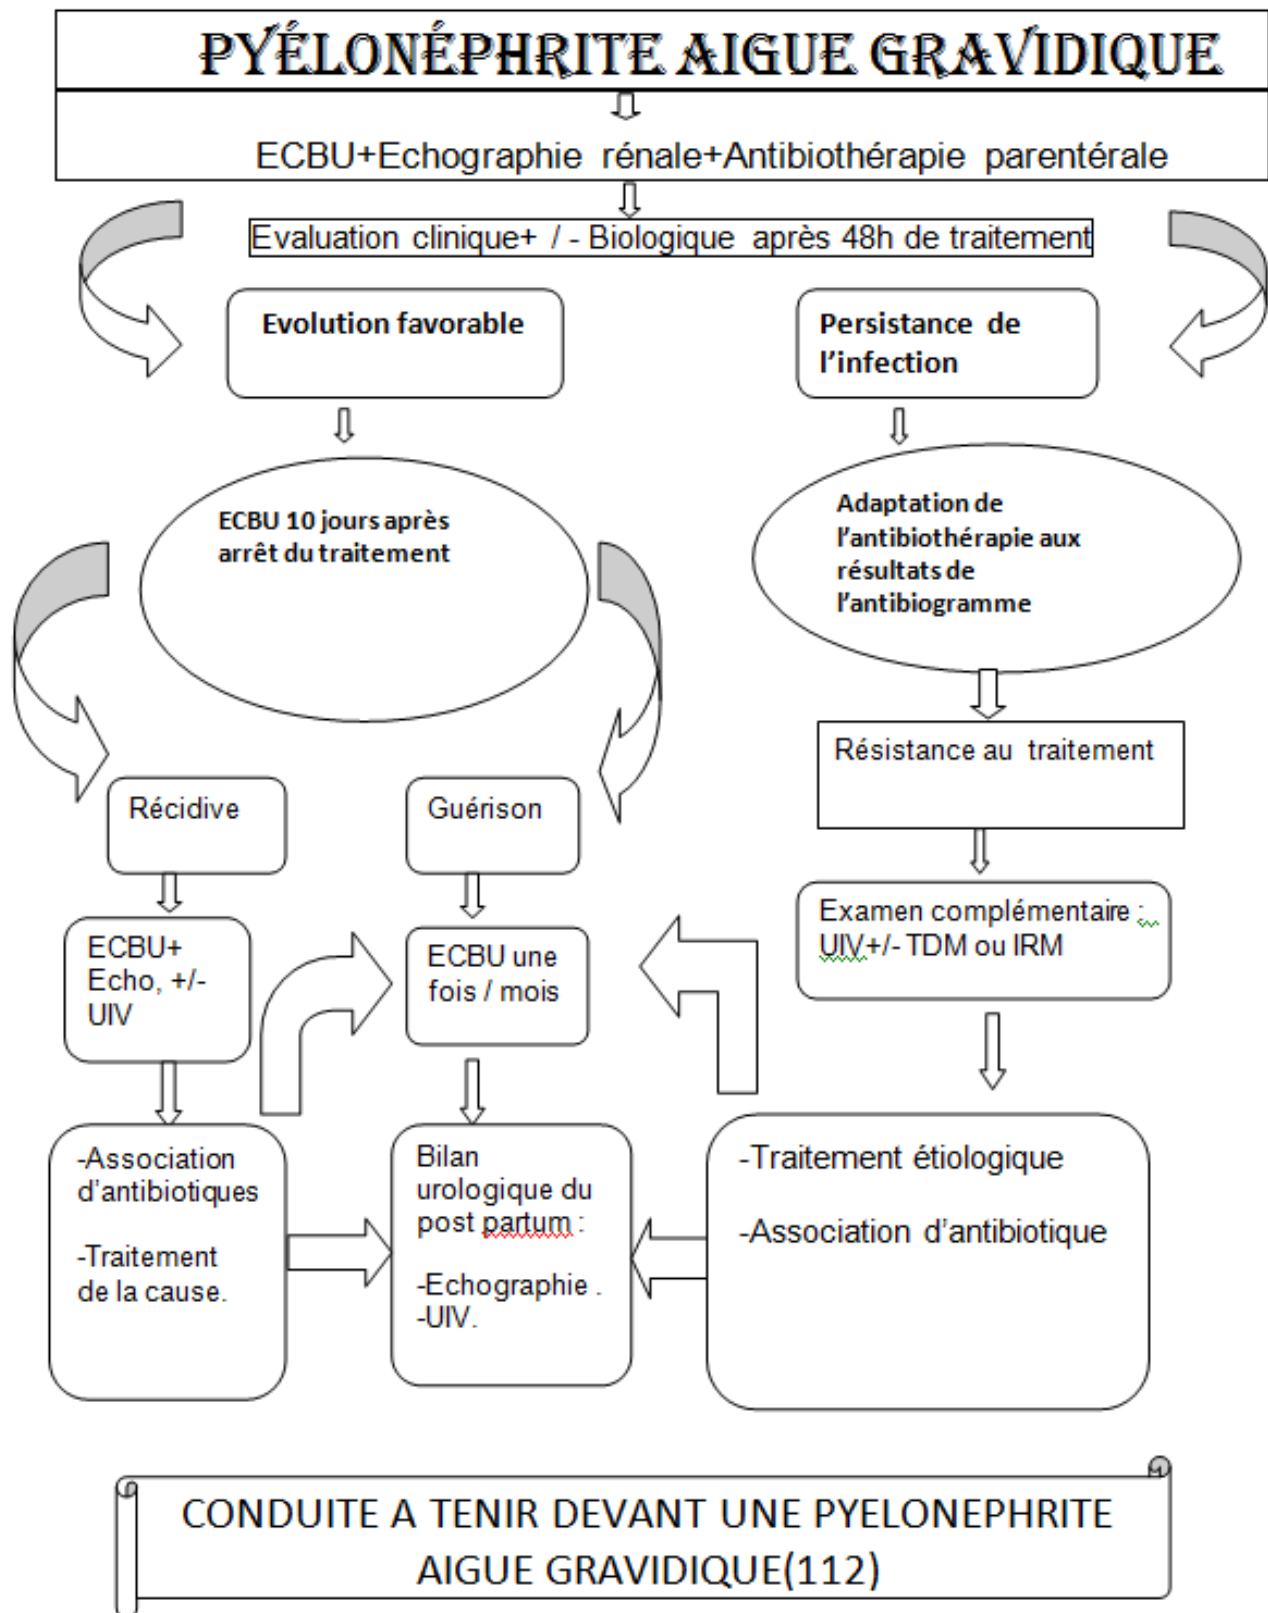 PYÉLONÉPHRITE AIGUE GRAVIDIQUE
ECBU+Echographie rénale+Antibiothérapie parentérale
Evaluation clinique+ / - Biologique après 48h de traitement
Evolution favorable
Persistance de
l’infection
ECBU 10 jours après
arrêt du traitement
Adaptation de
l’antibiothérapie aux
résultats de
l’antibiogramme
Résistance au traitement
Récidive
Guérison
Examen complémentaire :
UIV+/- TDM ou IRM
ECBU+
Echo, +/-
UIV
ECBU une
fois / mois
-Association
d’antibiotiques
-Traitement
de la cause.
Bilan
urologique du
post partum :
-Echographie .
-UIV.
-Traitement étiologique
-Association d’antibiotique
CONDUITE A TENIR DEVANT UNE PYELONEPHRITE
AIGUE GRAVIDIQUE(112)